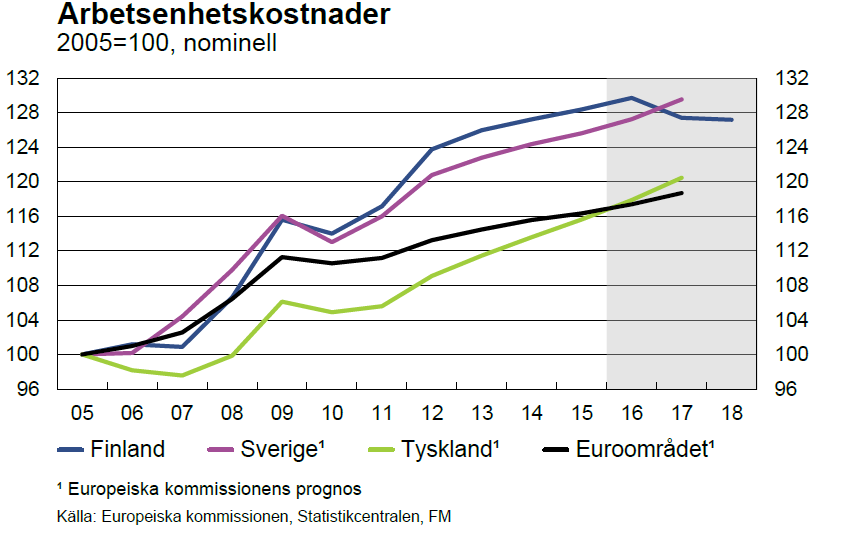 Arbetsenhetskostnader
2005=100, nominell
132 132
128 128
124 124
120 120
116 116
112 112
108 108
104 104
100 100
96 96
05 06 07 08 09 10 11 12 13 14 15 16 17 18
Finland Sverige¹ Tyskland¹ Euroområdet¹
¹ Europeiska kommissionens prognos
Källa: Europeiska kommissionen, Statistikcentralen, FM